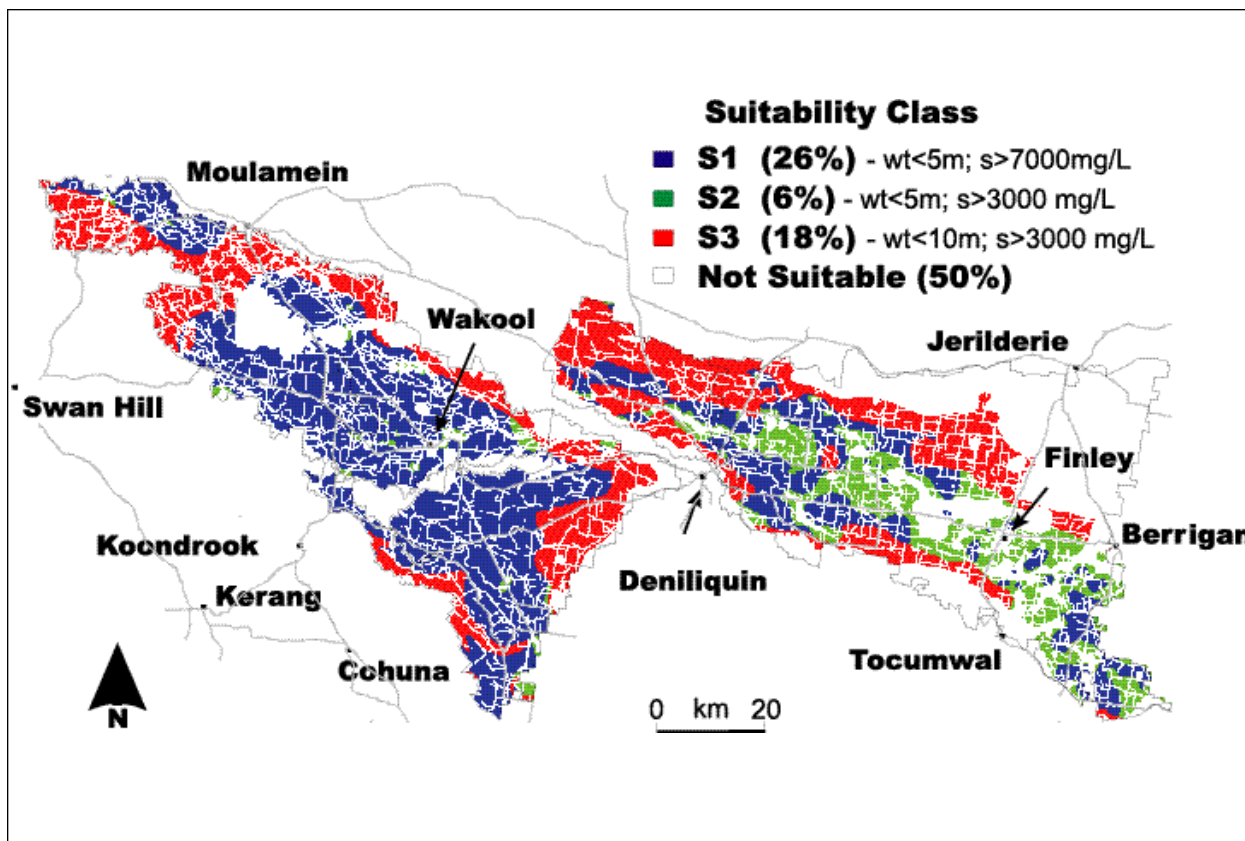 Suitability Class
S1 (26%) - wt<5m; s>7000mg/L
S2 (6%) - wt<5m; s>3000 mg/L
S3 (18%) - wt<10m; s>3000 mg/L
Not Suitable (50%)
Moulamein
Wakool
Jerilderie
Swan Hill
Finley
Koondrook
Berrigan
Deniliquin
Kerang
Cohuna
Tocumwal
N
0 km 20